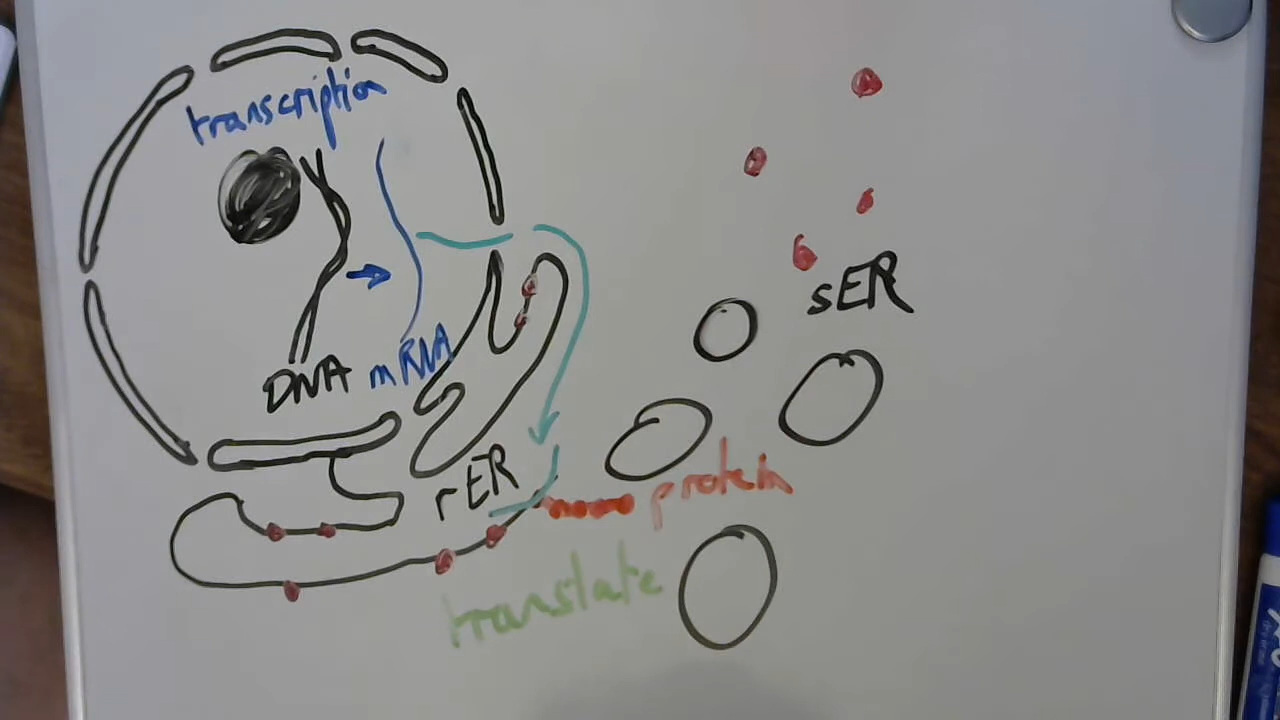 transcription
DNA
mRNA
sER
rER
protein
translate